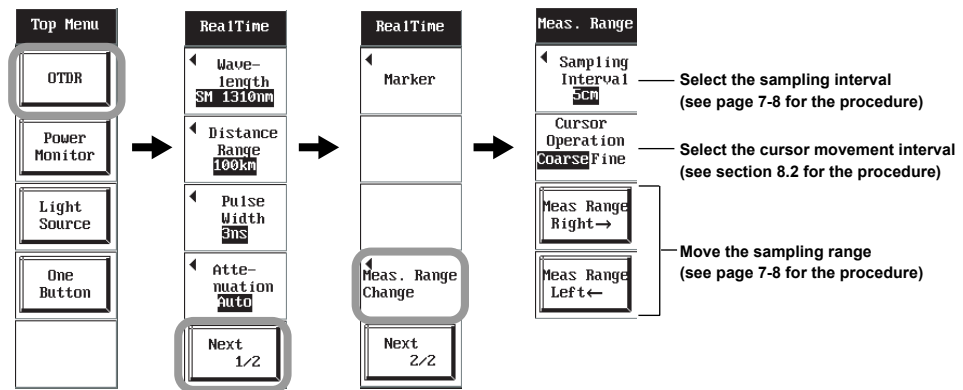 Top Menu
OTDR
Power
Monitor
Light
Source
One
Button
RealTime
Wave-
length
SM 1310nm
Distance
Range
100km
Pulse
Width
3ns
Atte-
nuation
Auto
Next
1/2
RealTime
Marker
Meas. Range
Change
Next
2/2
Meas. Range
Sampling
Interval
5cm
Cursor
Operation
Coarse Fine
Meas Range
Right→
Meas Range
Left←
Select the sampling interval
(see page 7-8 for the procedure)
Select the cursor movement interval
(see section 8.2 for the procedure)
Move the sampling range
(see page 7-8 for the procedure)